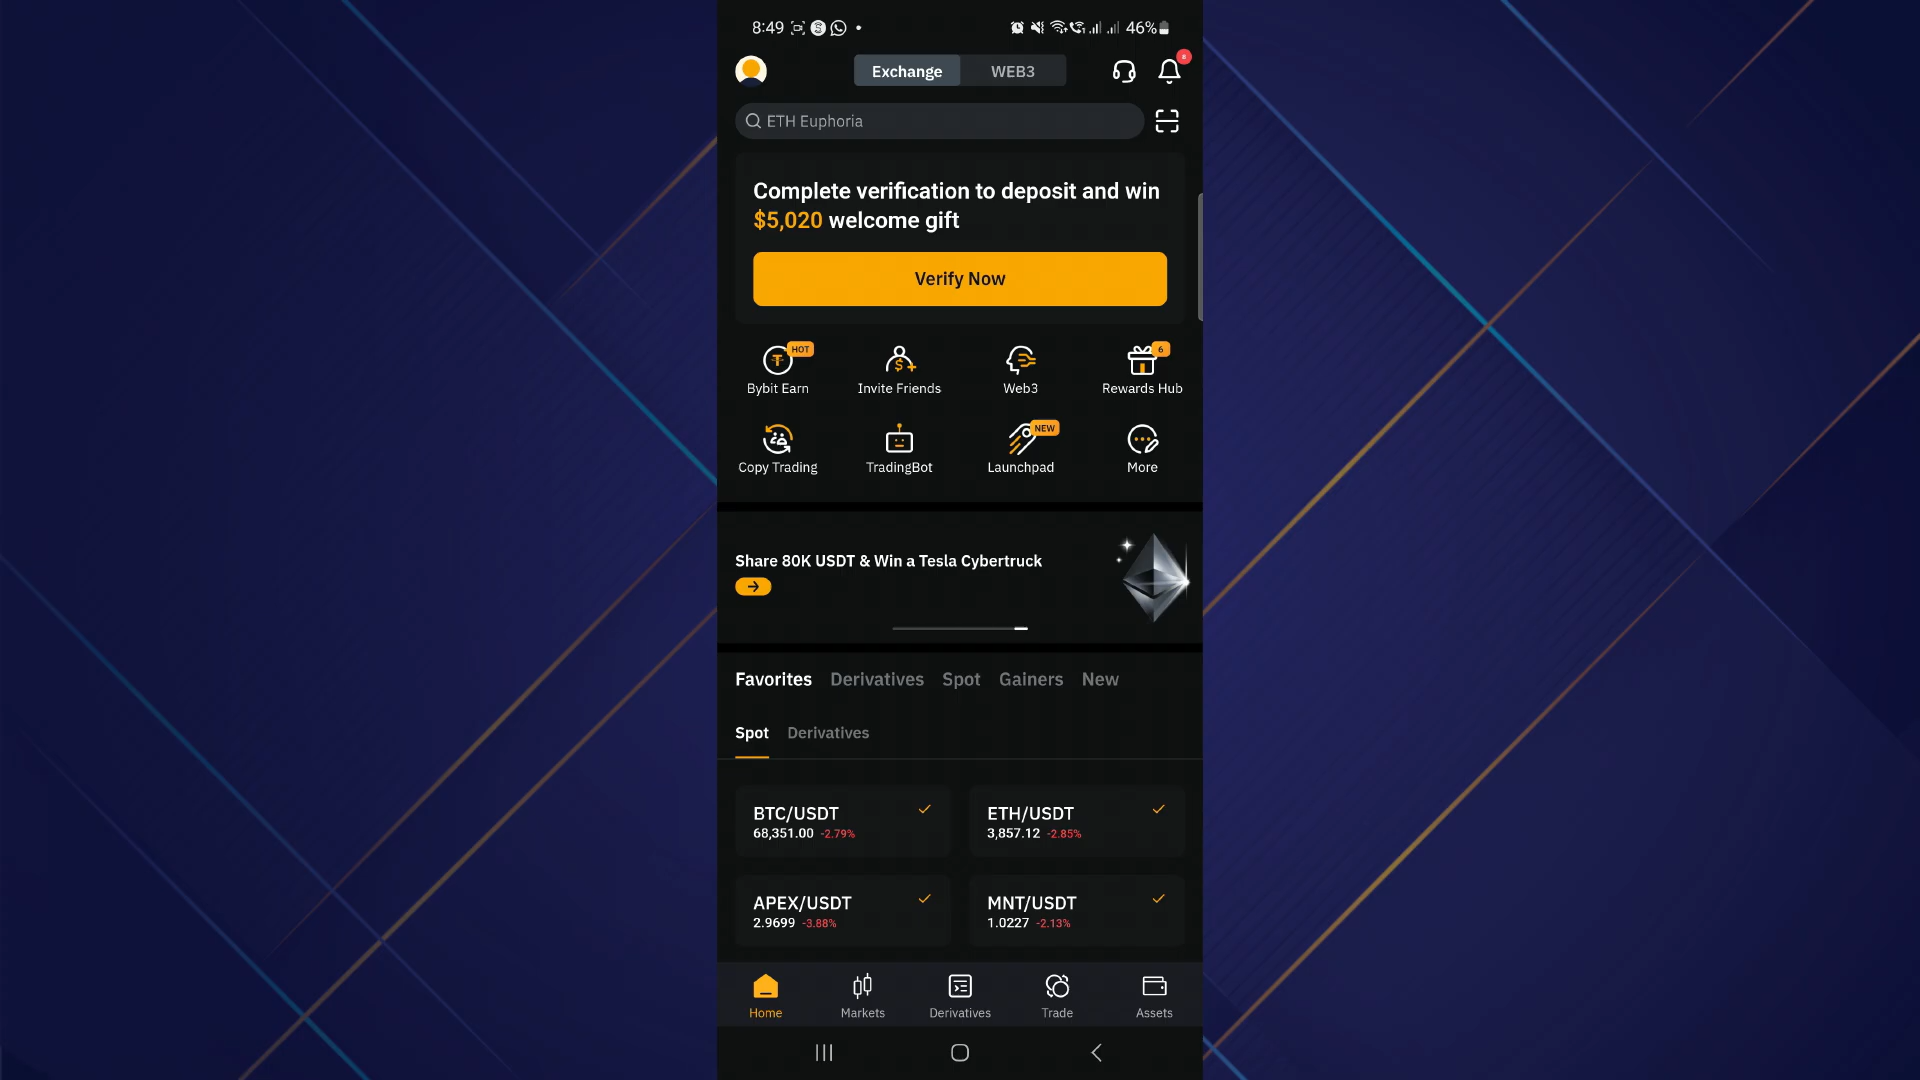 8:49
46%
Exchange
WEB3
8
ETH Euphoria
Complete verification to deposit and win
$5,020 welcome gift
Verify Now
HOT
6
Bybit Earn
Invite Friends
Web3
Rewards Hub
NEW
Copy Trading
TradingBot
Launchpad
More
Share 80K USDT & Win a Tesla Cybertruck
Favorites
Derivatives
Spot
Gainers
New
Spot
Derivatives
BTC/USDT
68,351.00 -2.79%
ETH/USDT
3,857.12 -2.85%
APEX/USDT
2.9699 -3.88%
MNT/USDT
1.0227 -2.13%
Home
Markets
Derivatives
Trade
Assets